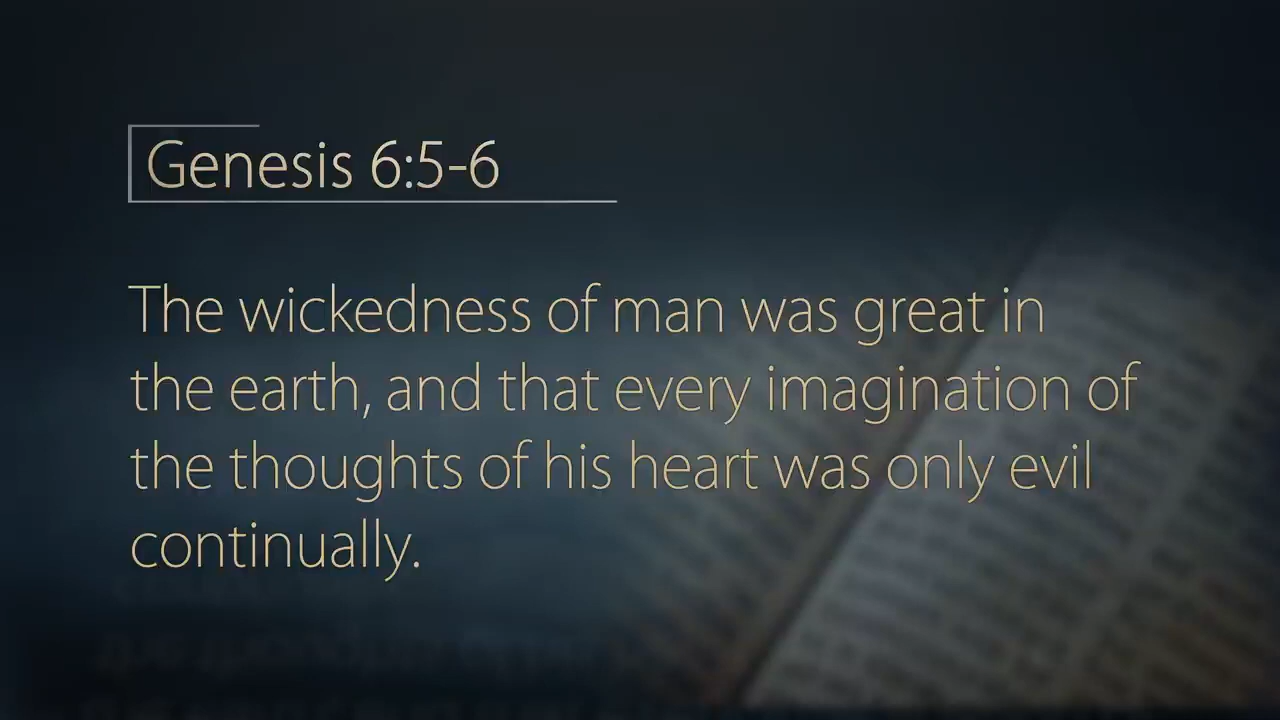 Genesis 6:5-6
The wickedness of man was great in
the earth, and that every imagination of
the thoughts of his heart was only evil
continually.